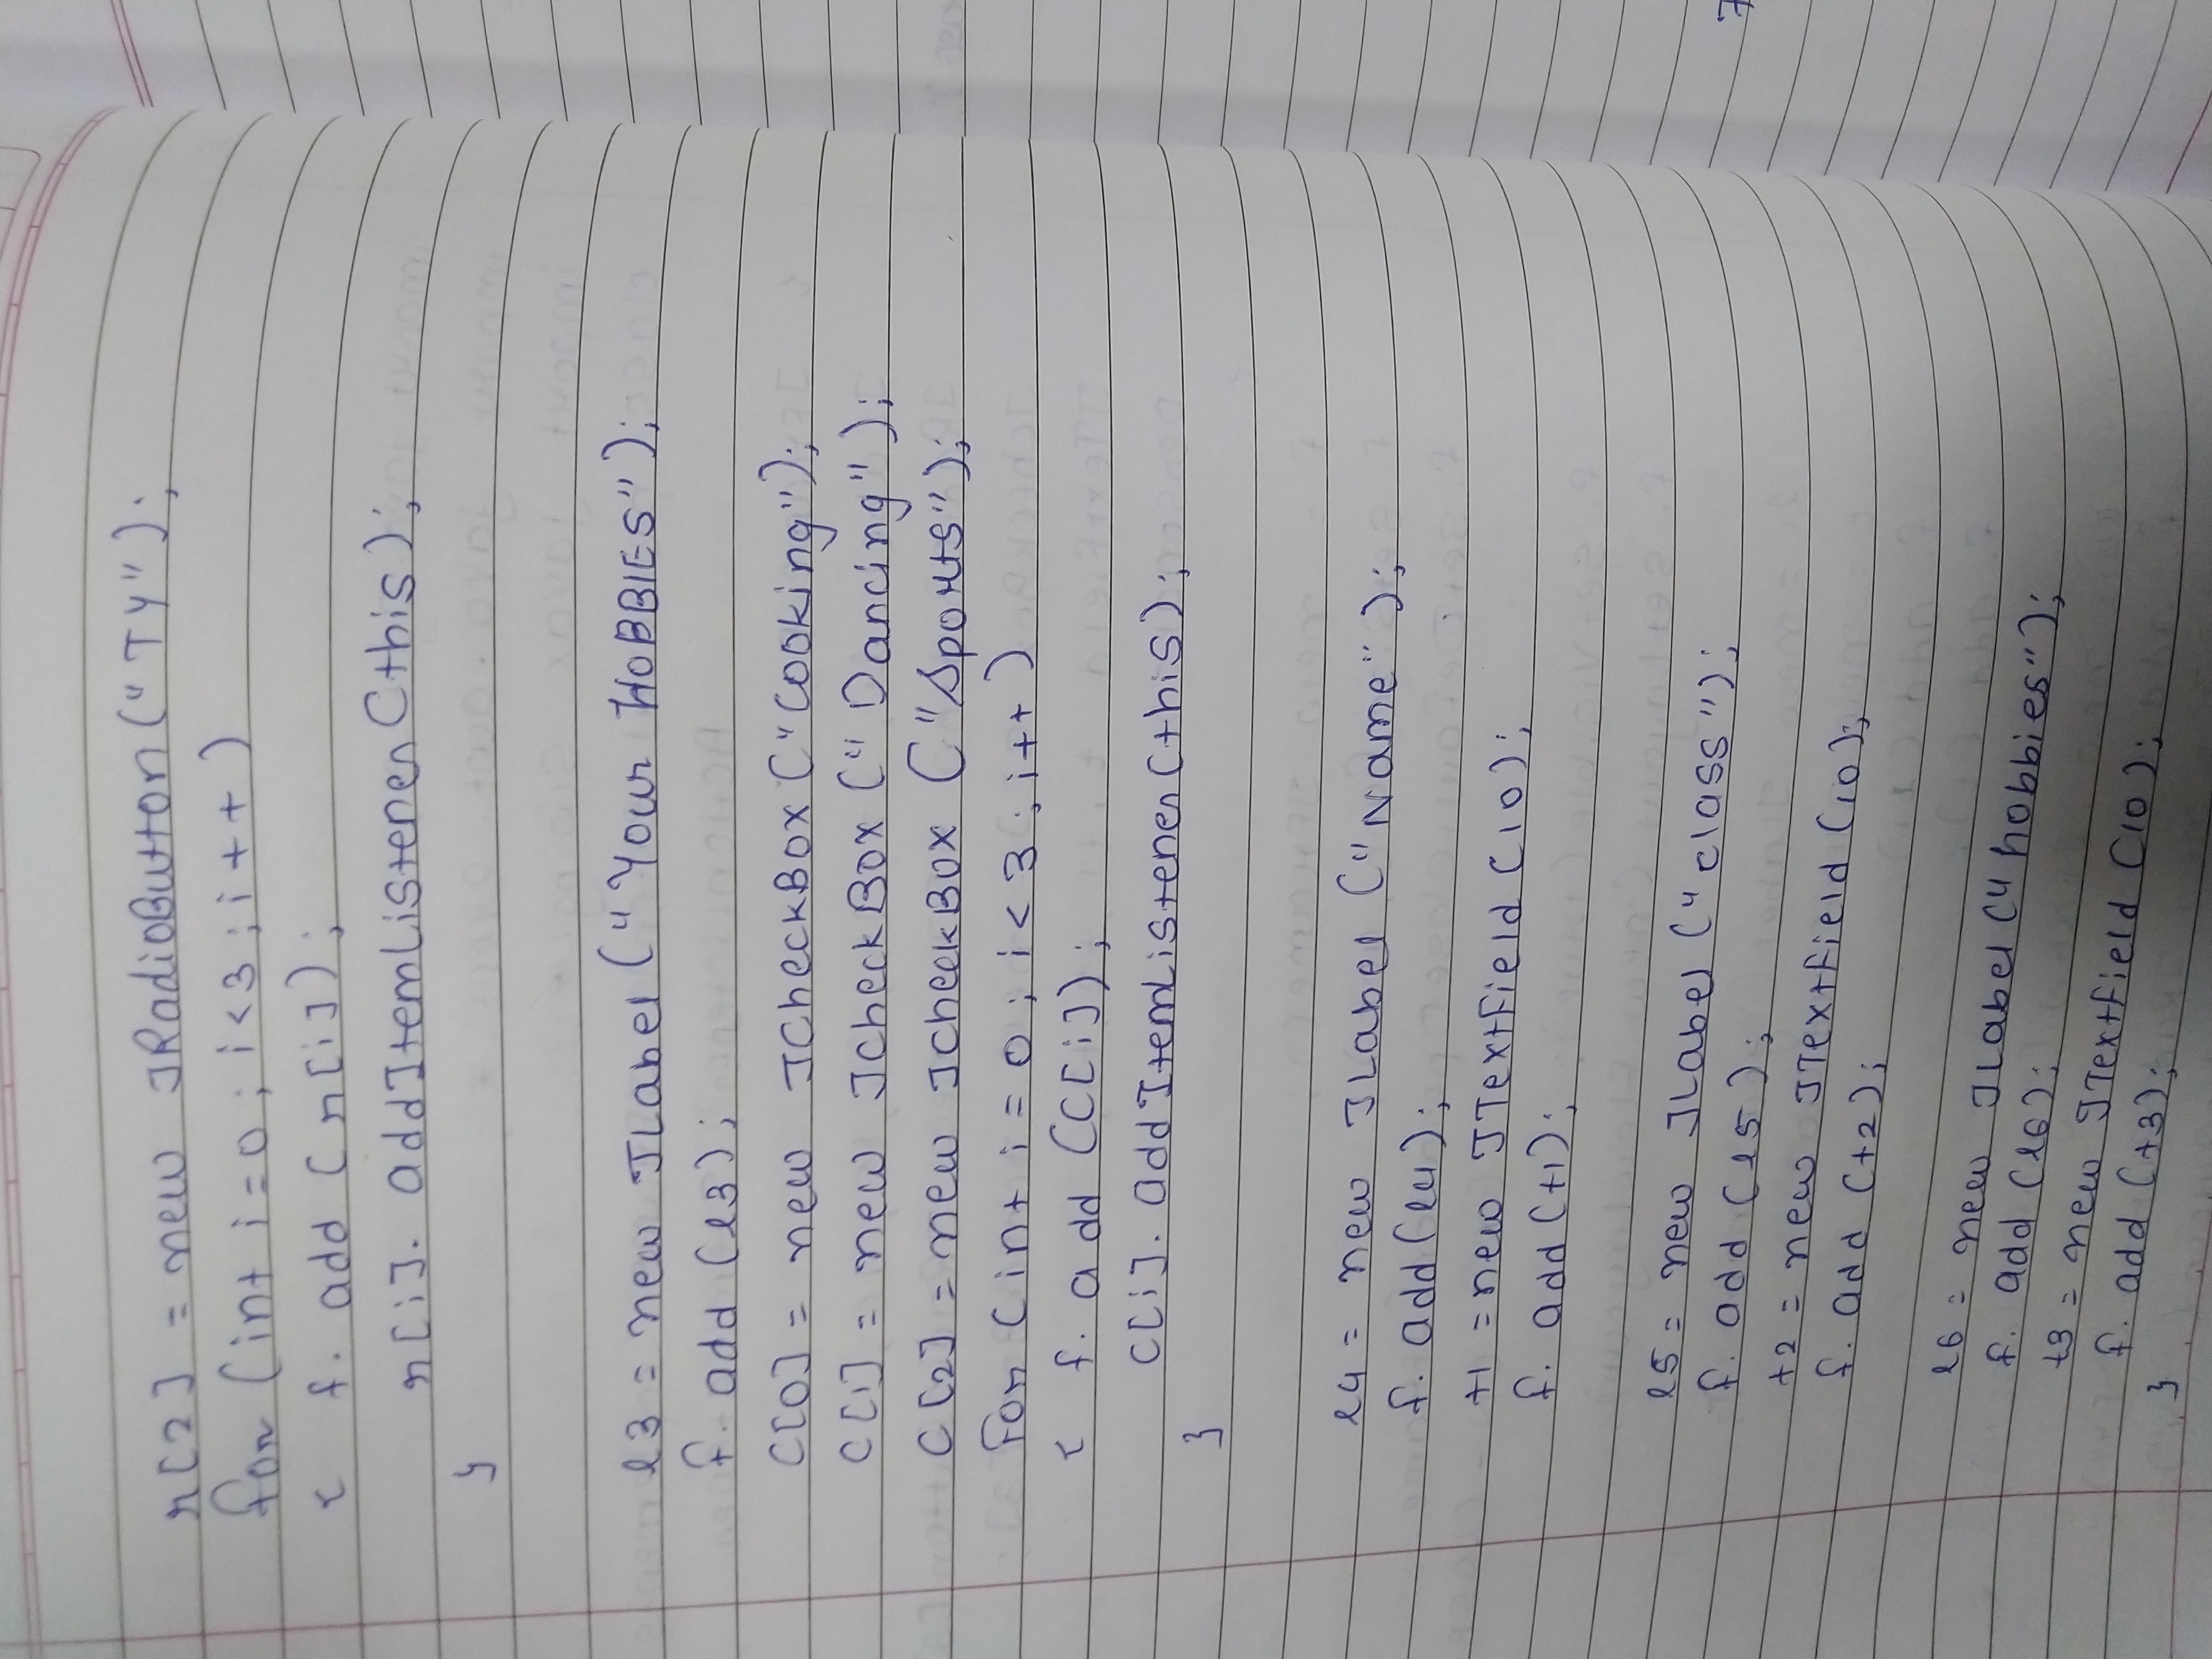 r[2] = new JRadioButton("TY");
for (int i=0; i<3; i++)
{ f. add (r[i]);
r[i]. addItemListener(this);
}
l3 = new JLabel("Your HOBBIES");
f. add (l3);
C[0] = new JCheckBox("Cooking");
C[1] = new JCheckBox("Dancing");
C[2] = new JCheckBox("Sports");
For (int i = 0; i<3; i++)
{ f. add (C[i]);
C[i]. addItemListener(this);
}
l4 = new JLabel ("Name");
f. add(l4);
t1 = new JTextField(10);
f. add(t1);
l5 = new JLabel ("class");
f. add (l5);
t2 = new JTextField(10);
f. add (t2);
l6 = new JLabel("hobbies");
f. add (l6);
t3 = new JTextField (10);
f. add (t3);
}
7